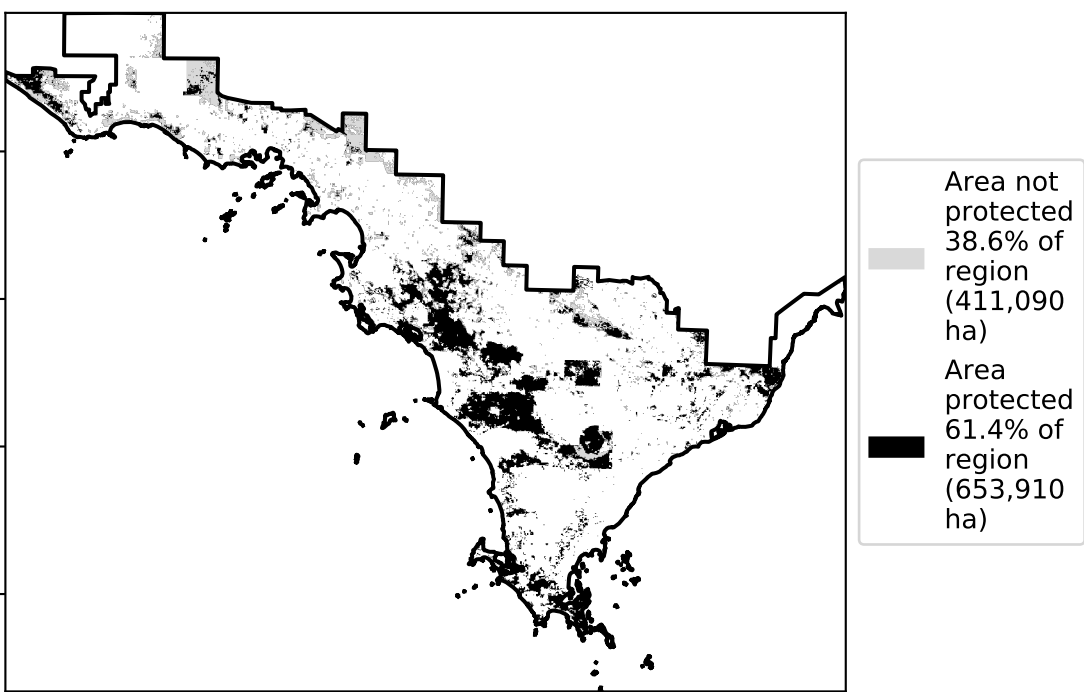 Area not
protected
38.6% of
region
(411,090
ha)
Area
protected
61.4% of
region
(653,910
ha)